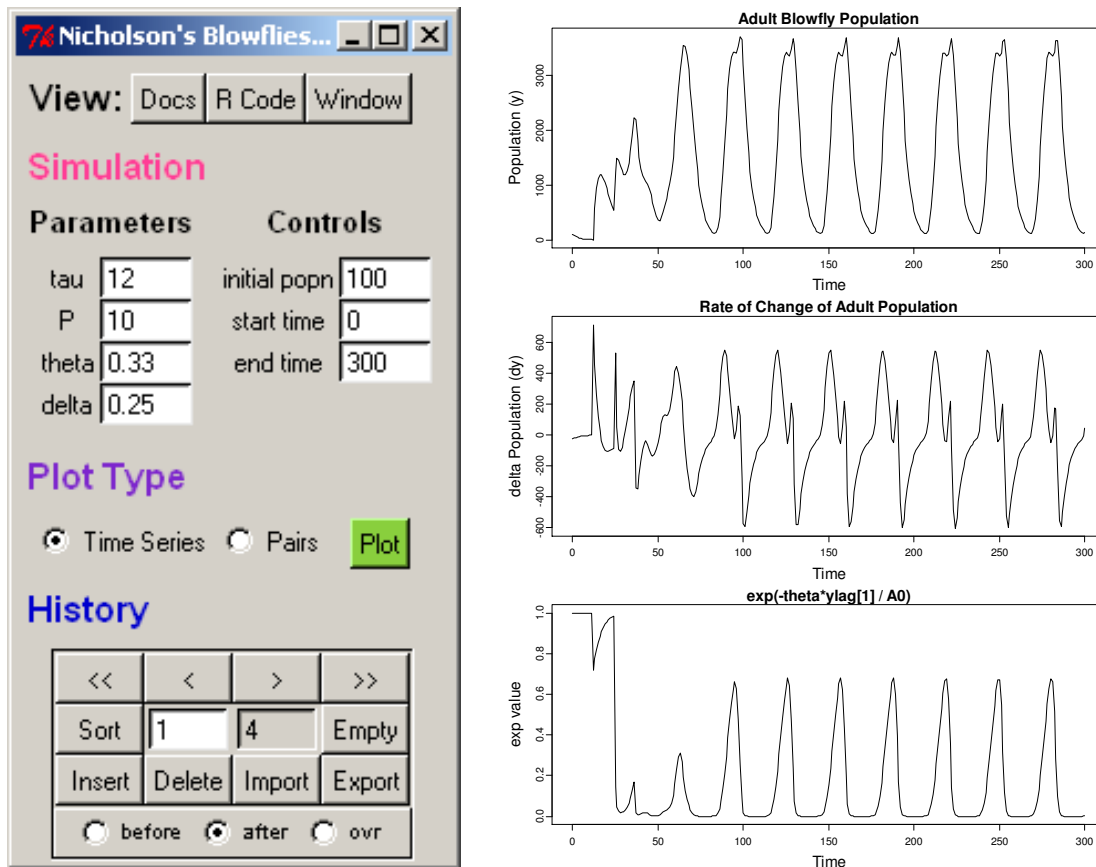 Nicholson's Blowflies...
View: Docs R Code Window
Simulation
Parameters Controls
tau 12 initial popn 100
P 10 start time 0
theta 0.33 end time 300
delta 0.25
Plot Type
Time Series Pairs Plot
History
<< < > >>
Sort 1 4 Empty
Insert Delete Import Export
before after ovr
Adult Blowfly Population
Population (y)
0 1000 2000 3000
0 50 100 150 200 250 300
Time
Rate of Change of Adult Population
delta Population (dy)
-600 -400 -200 0 200 400 600
0 50 100 150 200 250 300
Time
exp(-theta*ylag[1] / A0)
exp value
0.0 0.2 0.4 0.6 0.8 1.0
0 50 100 150 200 250 300
Time